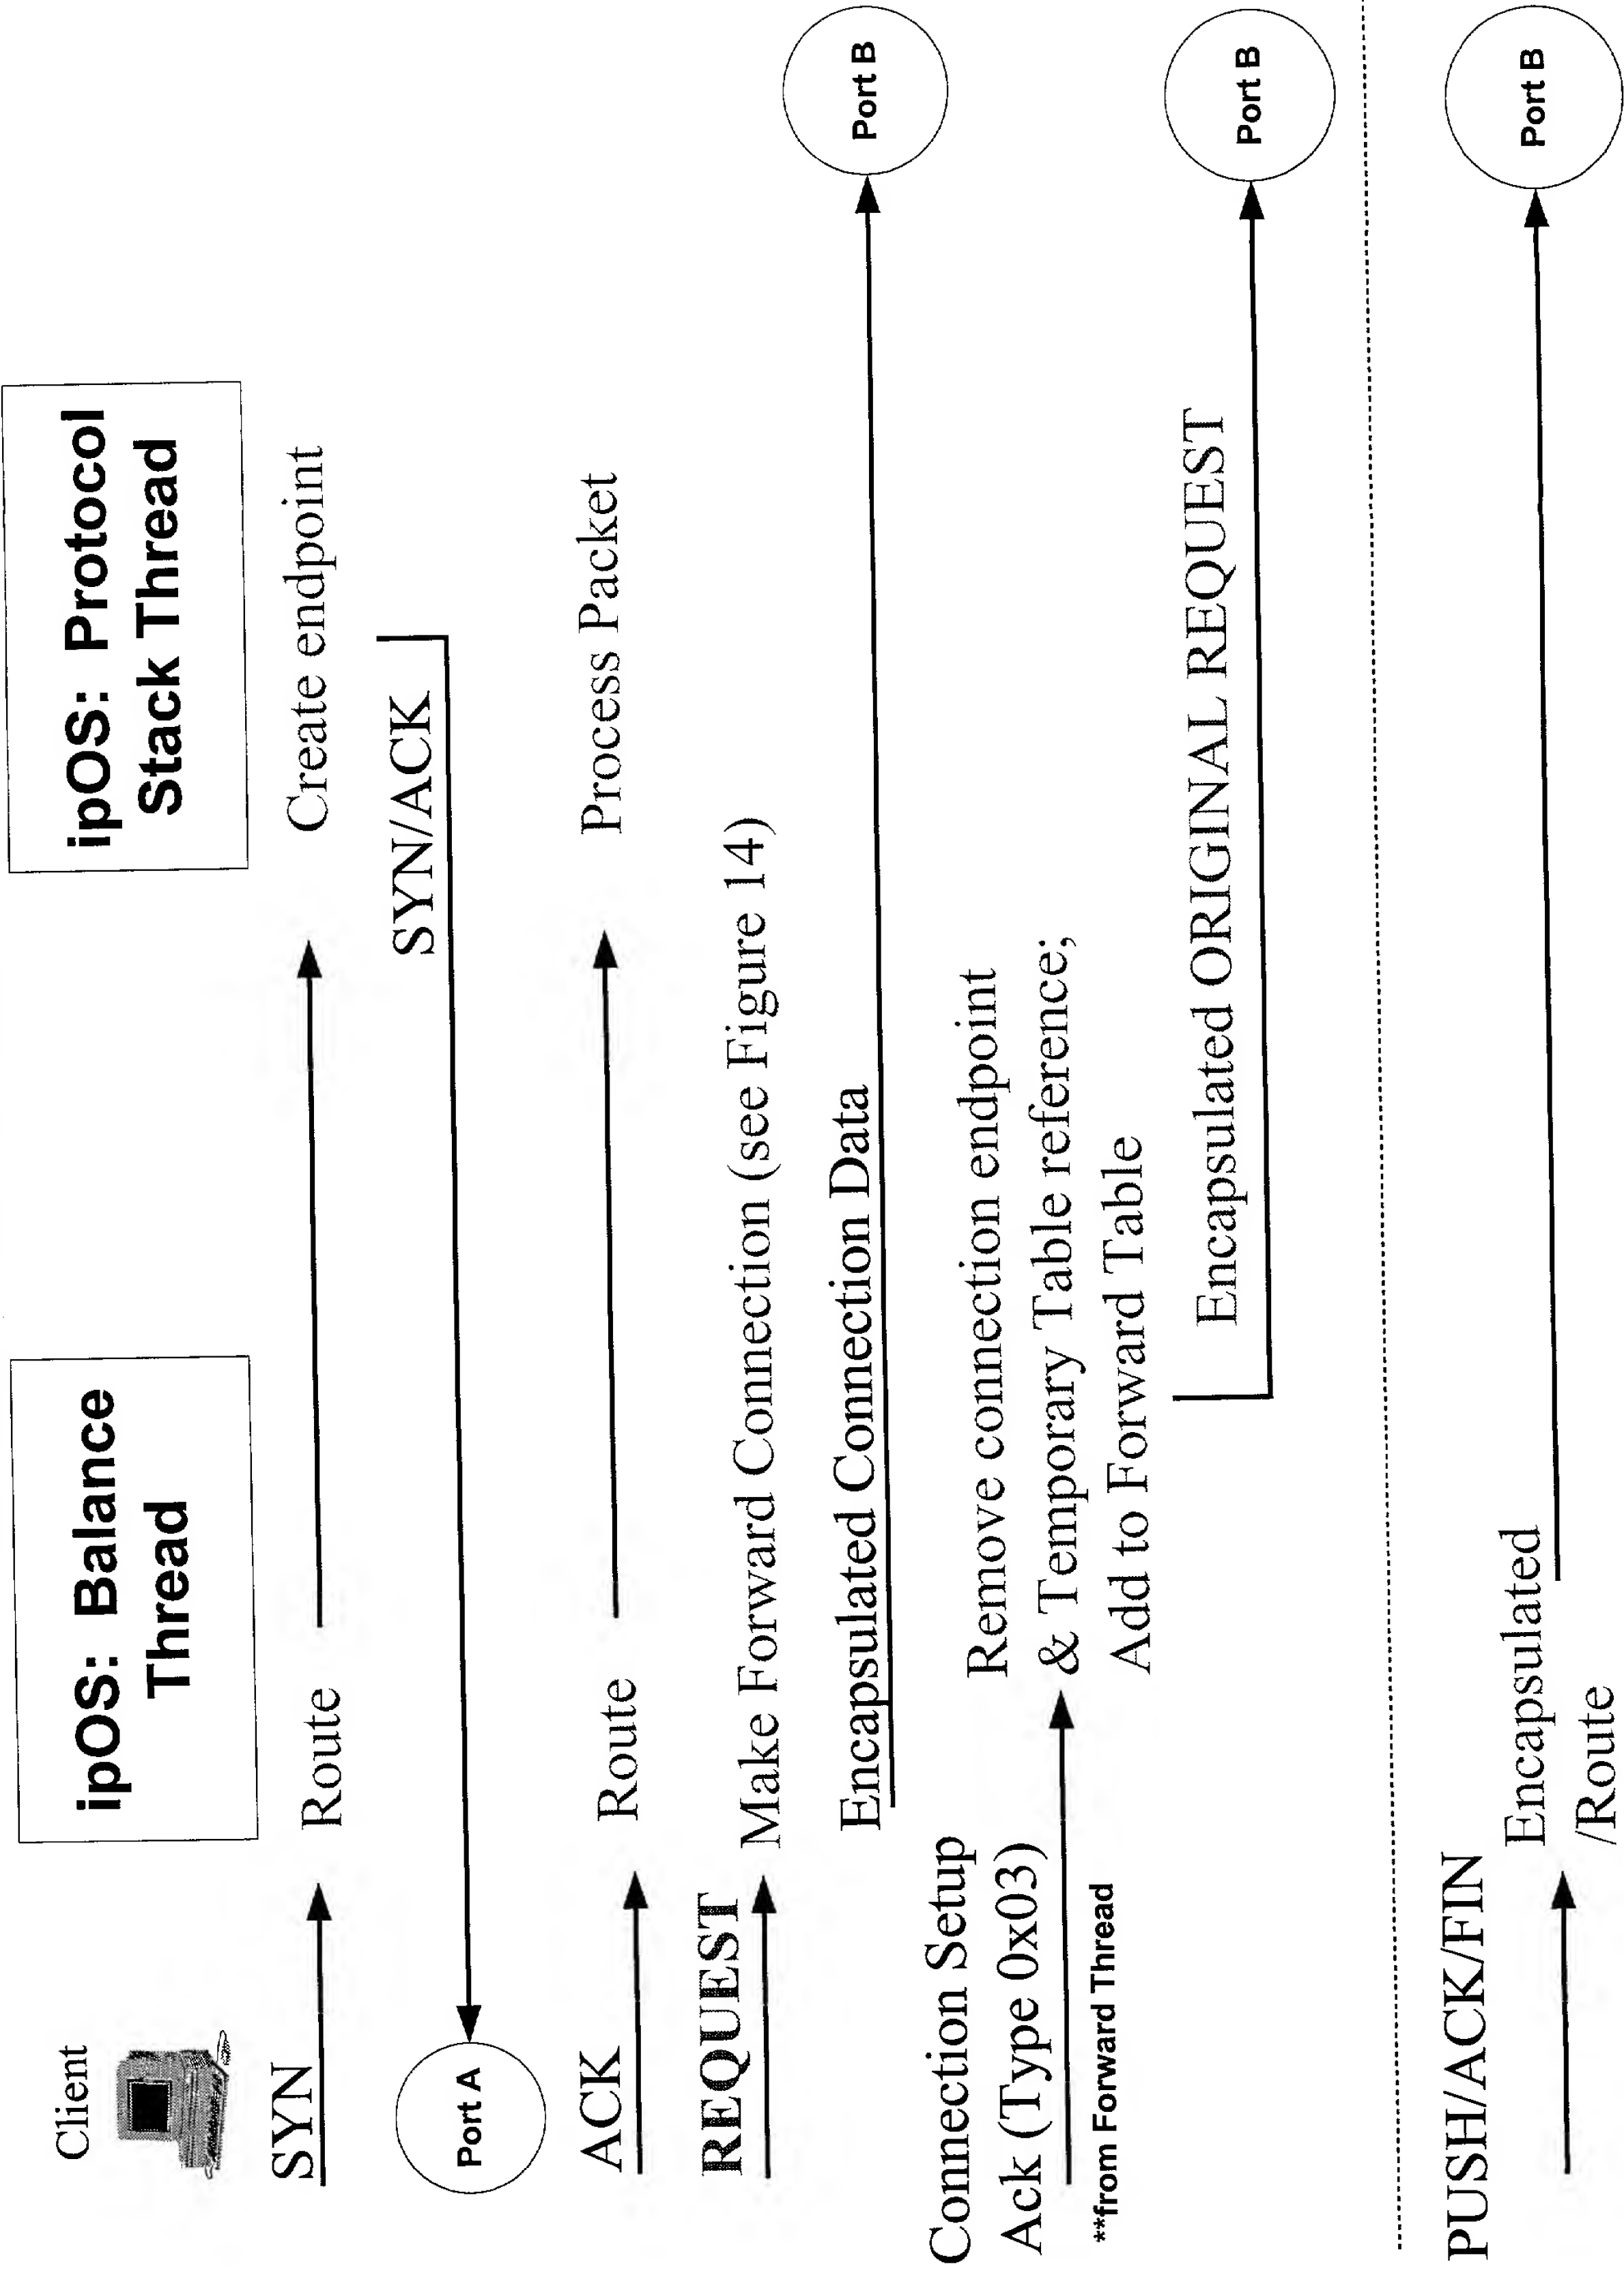 Client
ipOS: Balance
Thread
ipOS: Protocol
Stack Thread
SYN
Route
Create endpoint
SYN/ACK
Port A
ACK
Route
Process Packet
REQUEST
Make Forward Connection (see Figure 14)
Encapsulated Connection Data
Port B
Connection Setup
Ack (Type 0x03)
**from Forward Thread
Remove connection endpoint
& Temporary Table reference;
Add to Forward Table
Encapsulated ORIGINAL REQUEST
Port B
PUSH/ACK/FIN
Encapsulated
/Route
Port B